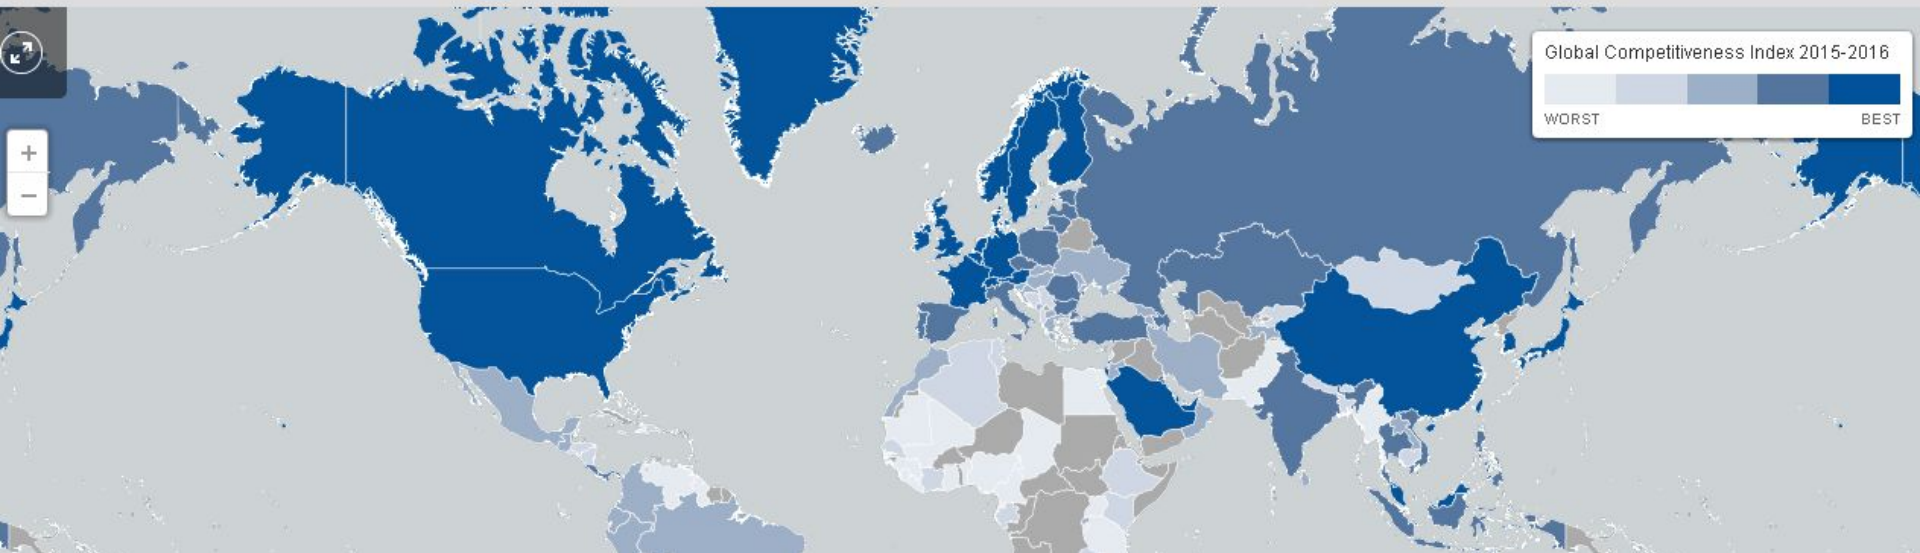 Global Competitiveness Index 2015-2016
WORST BEST
+
−